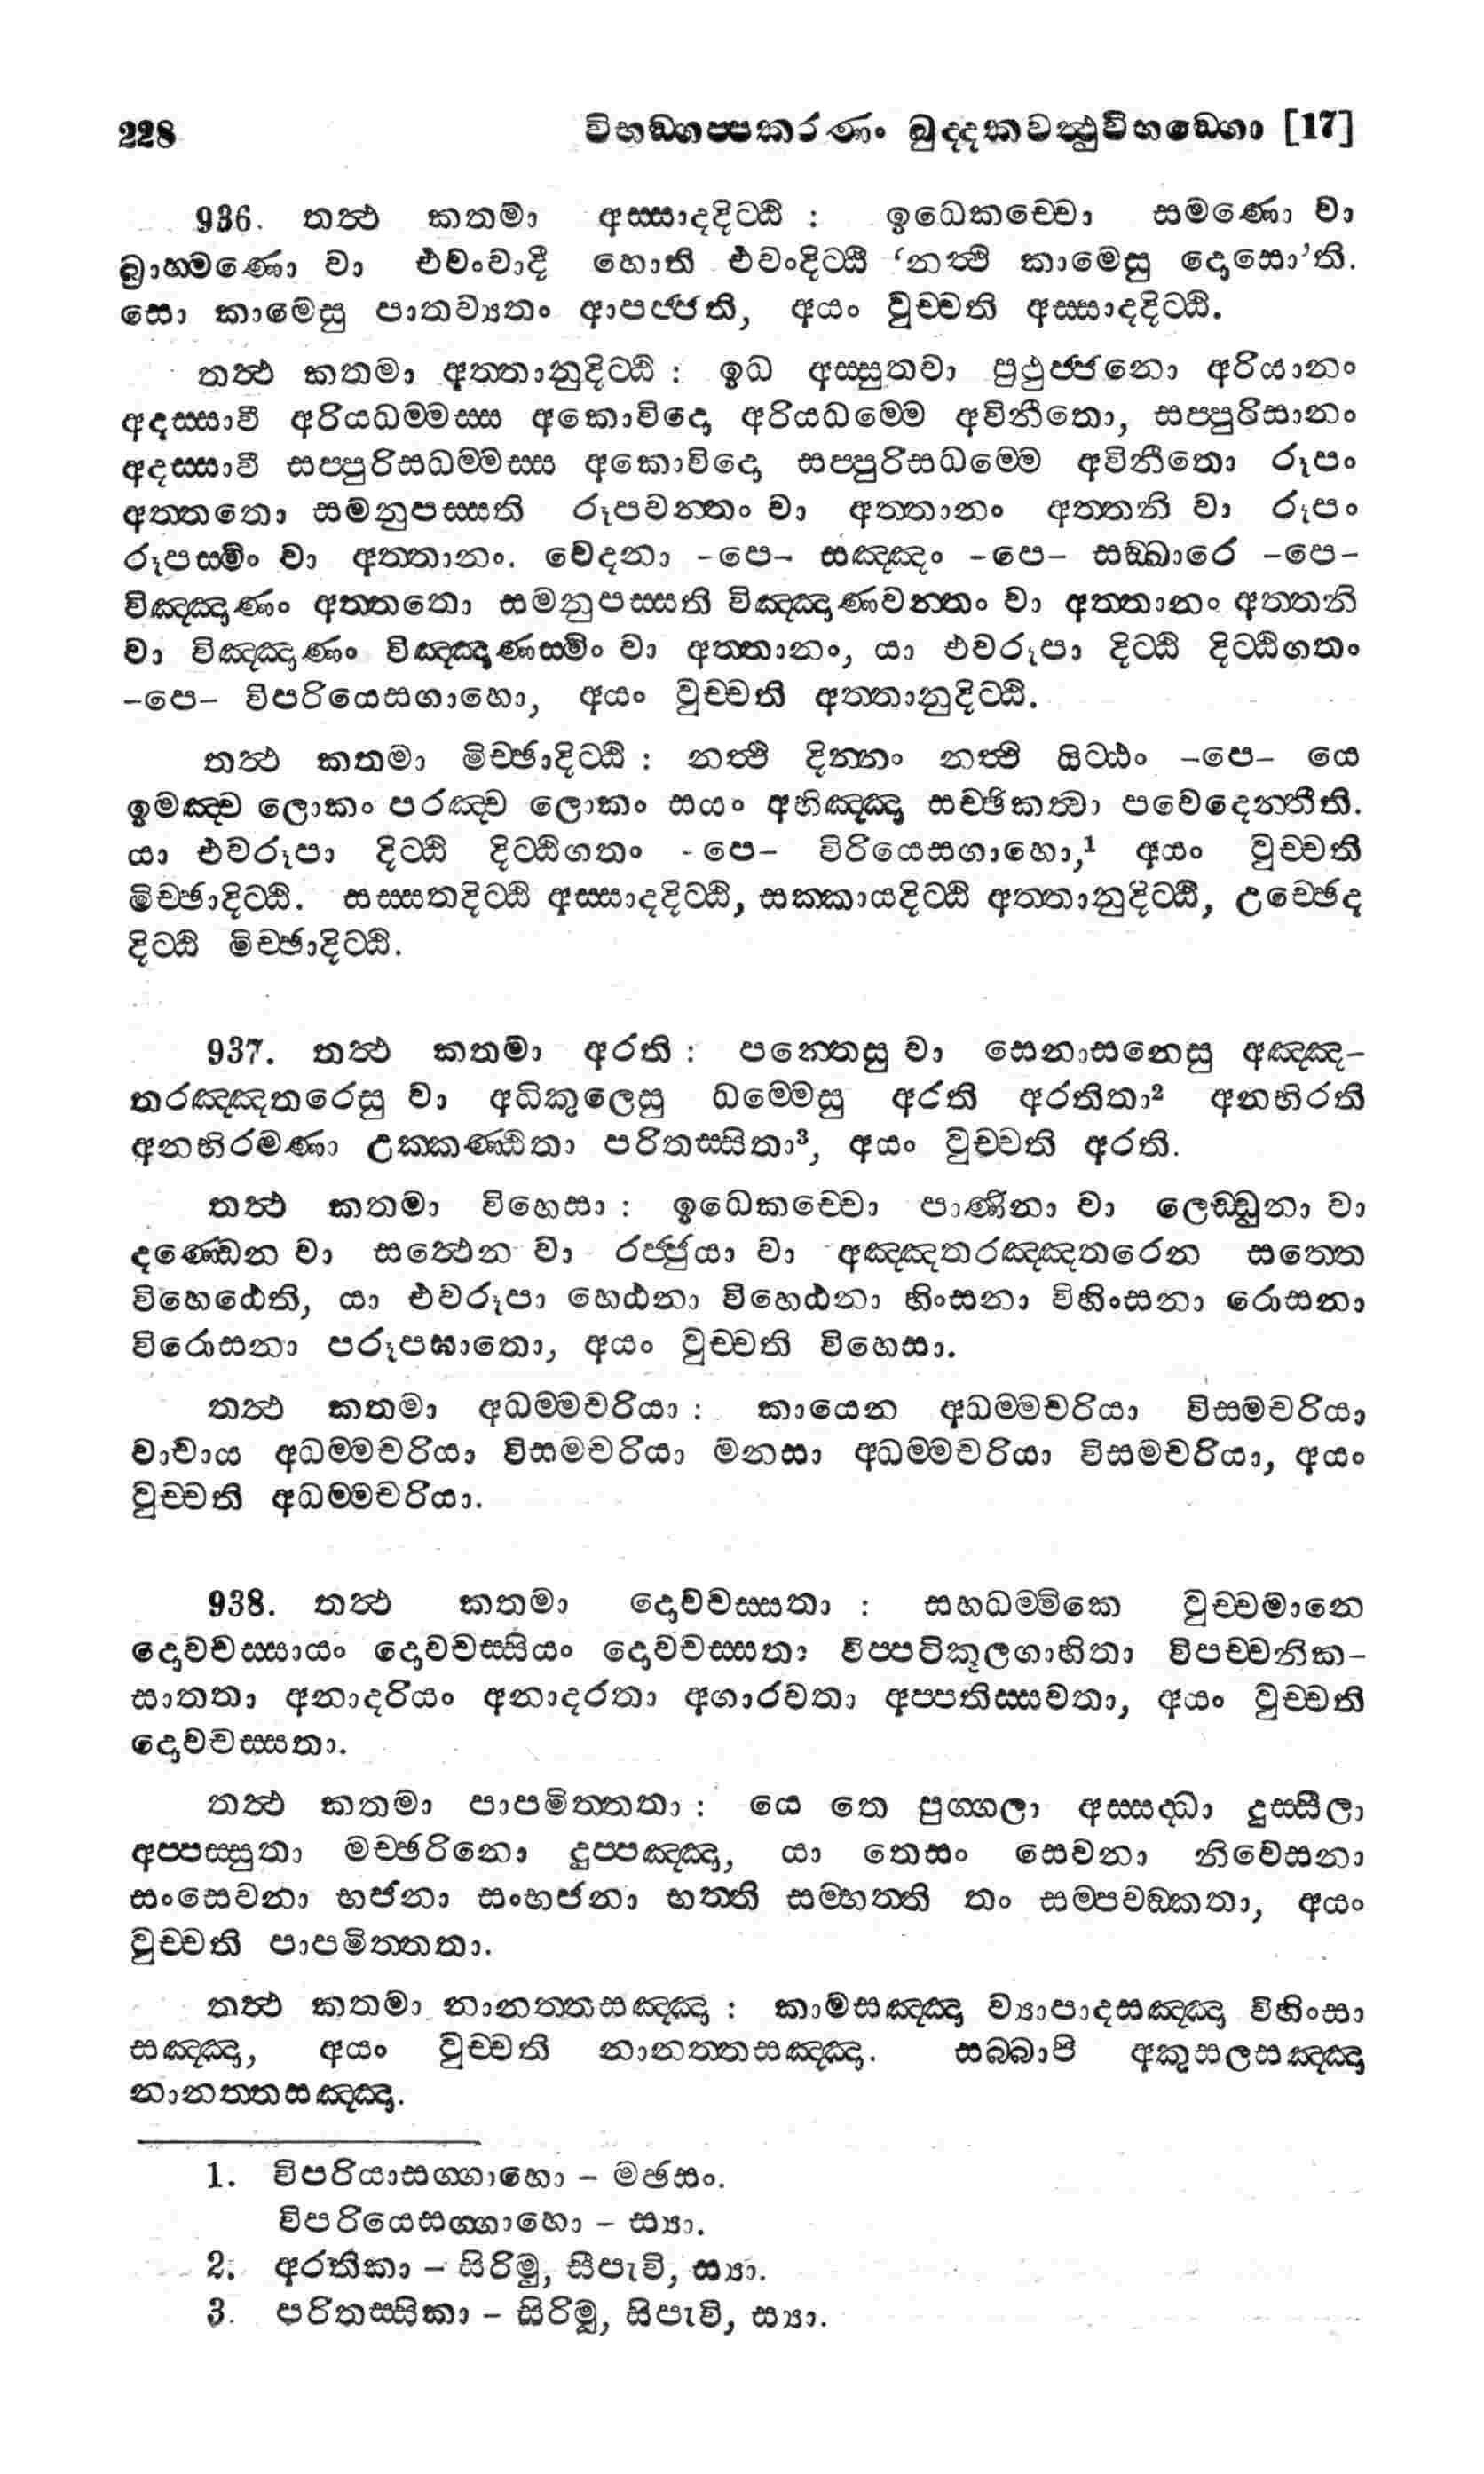 228 විභඞ්ගප්පකරණං ඛුද්දකවත්ථුවිභඞ්ගො [17]
936. තත්ථ කතමා අස්සාදදිට්ඨි : ඉධෙකච්චො සමණො වා
බ්‍රාහ්මණො වා එවංවාදී හොති එවංදිට්ඨී ‘නත්ථි කාමෙසු දොසො’ති.
සො කාමෙසු පාතව්‍යතං ආපජ්ජති, අයං වුච්චති අස්සාදදිට්ඨි.
තත්ථ කතමා අත්තානුදිට්ඨි : ඉධ අස්සුතවා පුථුජ්ජනො අරියානං
අදස්සාවී අරියධම්මස්ස අකොවිදො අරියධම්මෙ අවිනීතො, සප්පුරිසානං
අදස්සාවී සප්පුරිසධම්මස්ස අකොවිදො සප්පුරිසධම්මෙ අවිනීතො රූපං
අත්තතො සමනුපස්සති රූපවන්තං වා අත්තානං අත්තනි වා රූපං
රූපස්මිං වා අත්තානං. වෙදනා -පෙ- සඤ්ඤං -පෙ- සඞ්ඛාරෙ -පෙ-
විඤ්ඤාණං අත්තතො සමනුපස්සති විඤ්ඤාණවන්තං වා අත්තානං අත්තනි
වා විඤ්ඤාණං විඤ්ඤාණස්මිං වා අත්තානං, යා එවරූපා දිට්ඨි දිට්ඨිගතං
-පෙ- විපරියෙසගාහො, අයං වුච්චති අත්තානුදිට්ඨි.
තත්ථ කතමා මිච්ඡාදිට්ඨි : නත්ථි දින්නං නත්ථි යිට්ඨං -පෙ- යෙ
ඉමඤ්ච ලොකං පරඤ්ච ලොකං සයං අභිඤ්ඤා සච්ඡිකත්වා පවෙදෙන්තීති.
යා එවරූපා දිට්ඨි දිට්ඨිගතං -පෙ- විරියෙසගාහො,¹ අයං වුච්චති
මිච්ඡාදිට්ඨි. සස්සතදිට්ඨි අස්සාදදිට්ඨි, සක්කායදිට්ඨි අත්තානුදිට්ඨි, උච්ඡෙද
දිට්ඨි මිච්ඡාදිට්ඨි.
937. තත්ථ කතමා අරති : පන්තෙසු වා සෙනාසනෙසු අඤ්ඤ-
තරඤ්ඤතරෙසු වා අධිකුලෙසු ධම්මෙසු අරති අරතිතා² අනභිරති
අනභිරමණා උක්කණ්ඨිතා පරිතස්සිතා³, අයං වුච්චති අරති.
තත්ථ කතමා විහෙසා : ඉධෙකච්චො පාණිනා වා ලෙඩ්ඩුනා වා
දණ්ඩෙන වා සත්ථෙන වා රජ්ජුයා වා අඤ්ඤතරඤ්ඤතරෙන සත්තෙ
විහෙඨෙති, යා එවරූපා හෙඨනා විහෙඨනා හිංසනා විහිංසනා රොසනා
විරොසනා පරූපඝාතො, අයං වුච්චති විහෙසා.
තත්ථ කතමා අධම්මචරියා : කායෙන අධම්මචරියා විසමචරියා
වාචාය අධම්මචරියා විසමචරියා මනසා අධම්මචරියා විසමචරියා, අයං
වුච්චති අධම්මචරියා.
938. තත්ථ කතමා දොවචස්සතා : සහධම්මිකෙ වුච්චමානෙ
දොවචස්සායං දොවචස්සියං දොවචස්සතා විප්පටිකූලගාහිතා විපච්චනික-
සාතතා අනාදරියං අනාදරතා අගාරවතා අප්පතිස්සවතා, අයං වුච්චති
දොවචස්සතා.
තත්ථ කතමා පාපමිත්තතා : යෙ තෙ පුග්ගලා අස්සද්ධා දුස්සීලා
අප්පස්සුතා මච්ඡරිනො දුප්පඤ්ඤා, යා තෙසං සෙවනා නිවෙසනා
සංසෙවනා භජනා සංභජනා භත්ති සම්භත්ති තං සම්පවඞ්කතා, අයං
වුච්චති පාපමිත්තතා.
තත්ථ කතමා නානත්තසඤ්ඤා : කාමසඤ්ඤා ව්‍යාපාදසඤ්ඤා විහිංසා
සඤ්ඤා, අයං වුච්චති නානත්තසඤ්ඤා. සබ්බාපි අකුසලසඤ්ඤා
නානත්තසඤ්ඤා.
1. විපරියාසග්ගාහො – මඡසං.
විපරියෙසග්ගාහො – ස්‍යා.
2. අරතිකා – සිරිමු, සීපැවි, ස්‍යා.
3. පරිතස්සිකා – සිරිමු, සිපැවි, ස්‍යා.